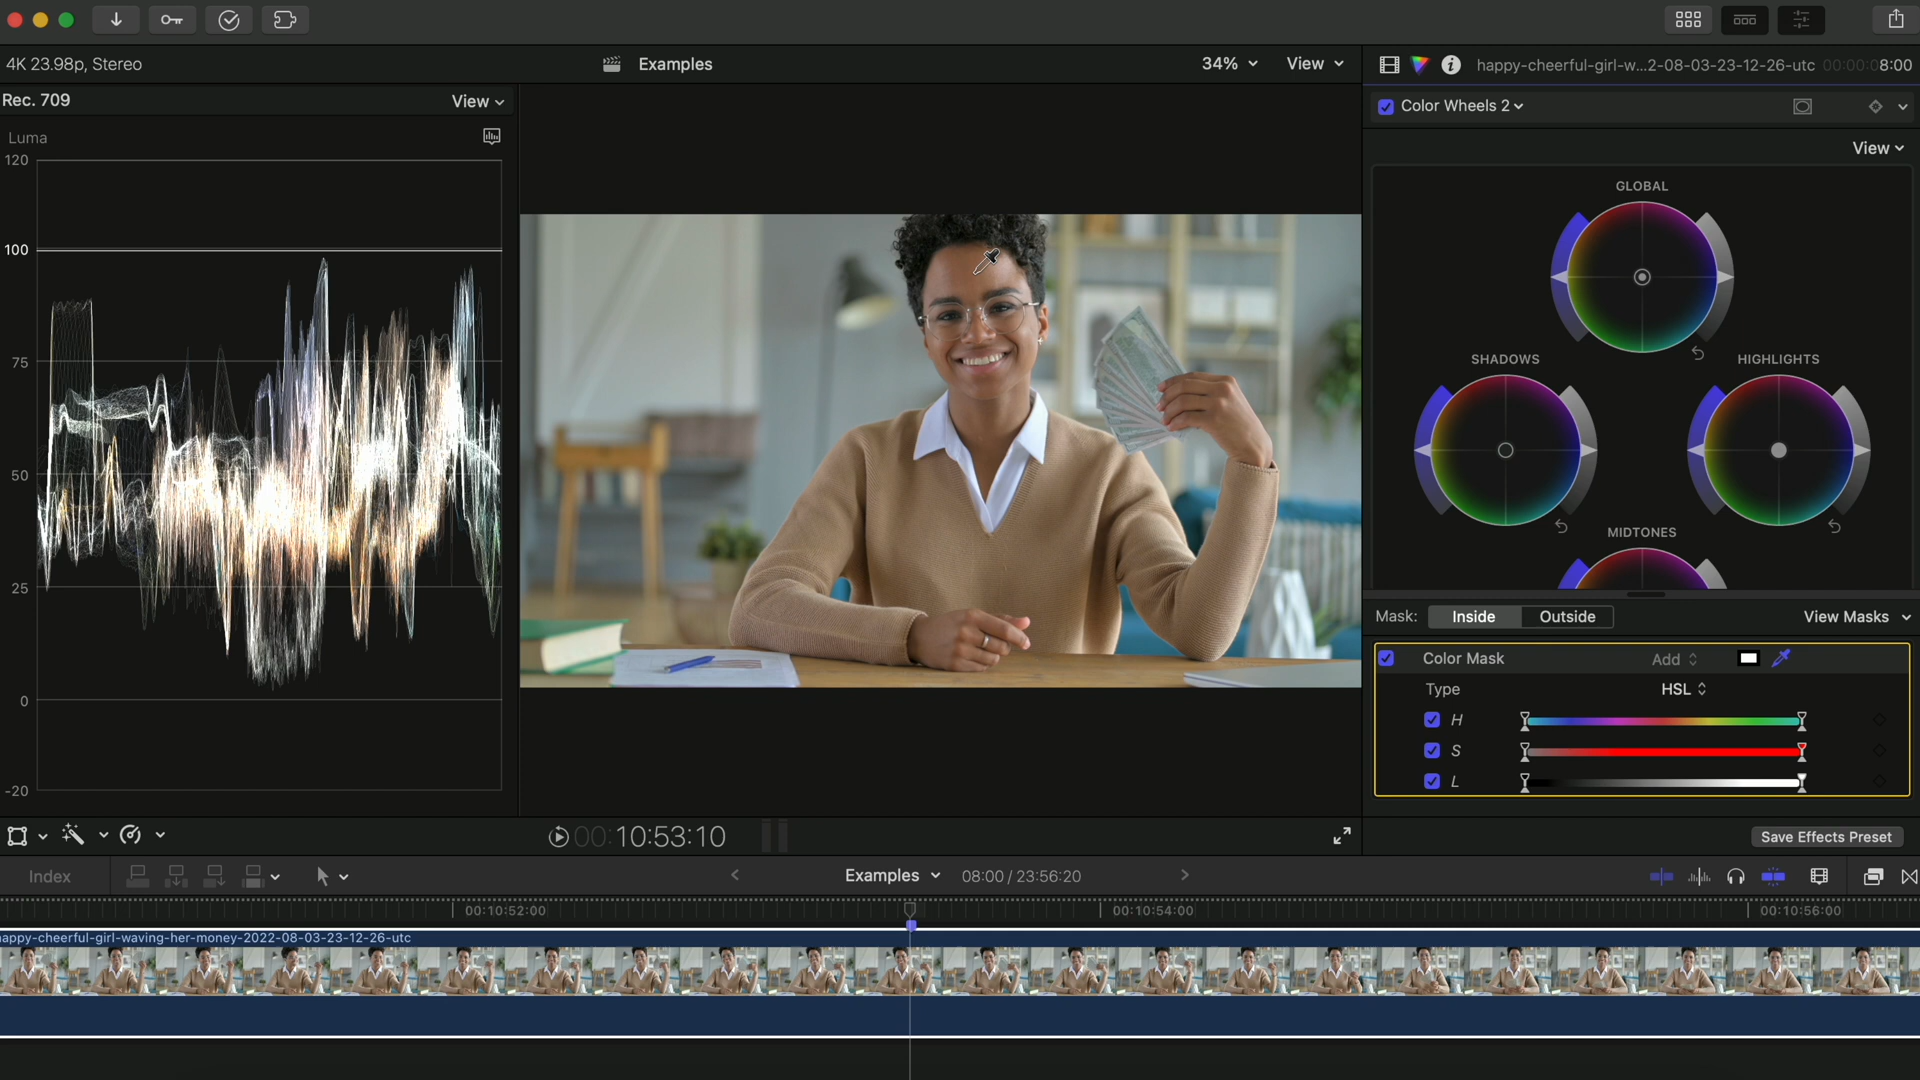 4K 23.98p, Stereo
Examples
34%
View
happy-cheerful-girl-w...2-08-03-23-12-26-utc
00:00:08:00
Rec. 709
View
Color Wheels 2
Luma
View
120
100
75
50
25
0
-20
GLOBAL
SHADOWS
HIGHLIGHTS
MIDTONES
Mask:
Inside
Outside
View Masks
Color Mask
Add
Type
HSL
H
S
L
00:10:53:10
Save Effects Preset
Index
Examples
08:00 / 23:56:20
00:10:52:00
00:10:54:00
00:10:56:00
appy-cheerful-girl-waving-her-money-2022-08-03-23-12-26-utc